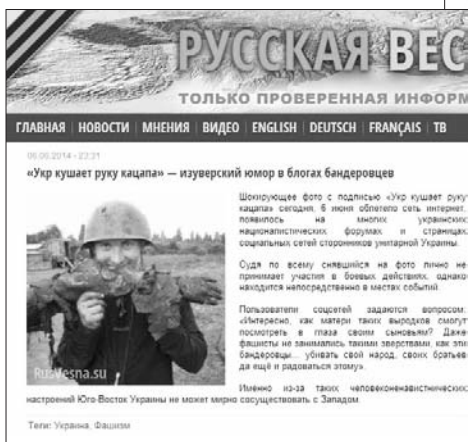 РУССКАЯ ВЕС
ТОЛЬКО ПРОВЕРЕННАЯ ИНФОРМ
ГЛАВНАЯ НОВОСТИ МНЕНИЯ ВИДЕО ENGLISH DEUTSCH FRANÇAIS ТВ
06.06.2014 - 23:31
«Укр кушает руку кацапа» — изуверский юмор в блогах бандеровцев
Шокирующее фото с подписью «Укр кушает руку
кацапа» сегодня, 6 июня облетело сеть интернет,
появилось на многих украинских
националистических форумах и страницах
социальных сетей сторонников унитарной Украины.
Судя по всему снявшийся на фото лично не
принимает участия в боевых действиях, однако
находится непосредственно в местах событий.
Пользователи соцсетей задаются вопросом:
«Интересно, как матери таких выродков смогут
посмотреть в глаза своим сыновьям? Даже
фашисты не занимались такими зверствами, как эти
бандеровцы... убивать свой народ, своих братьев
да ещё и радоваться этому».
RusVesna.su
Именно из-за таких человеконенавистнических
настроений Юго-Восток Украины не может мирно сосуществовать с Западом.
Теги: Украина, Фашизм